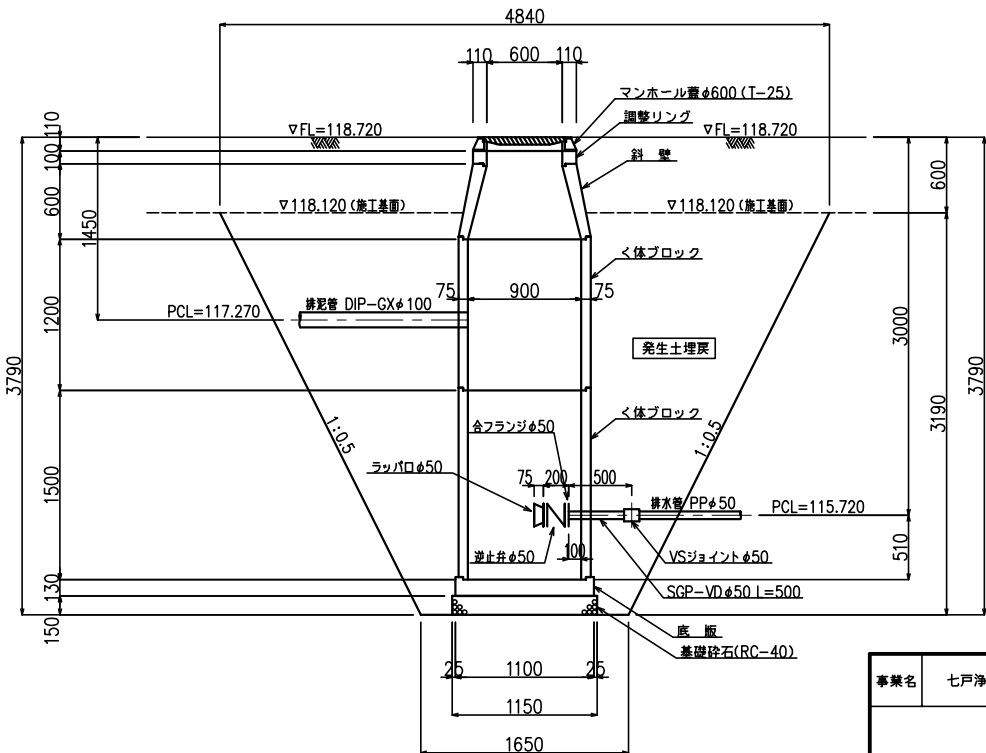 4840
110 600 110
マンホール蓋φ600(T-25)
調整リング
斜 壁
▽FL=118.720
▽FL=118.720
110
100
600
1200
1500
130
150
3790
1450
▽118.120(施工基面)
▽118.120(施工基面)
く体ブロック
75 900 75
排泥管 DIP-GXφ100
PCL=117.270
発生土埋戻
600
3000
3190
3790
510
1:0.5
1:0.5
く体ブロック
合フランジφ50
ラッパ口φ50
75 200 500
排水管 PPφ50
PCL=115.720
逆止弁φ50
100
VSジョイントφ50
SGP-VDφ50 l=500
底 版
基礎砕石(RC-40)
25 1100 25
1150
1650
事業名 七戸浄